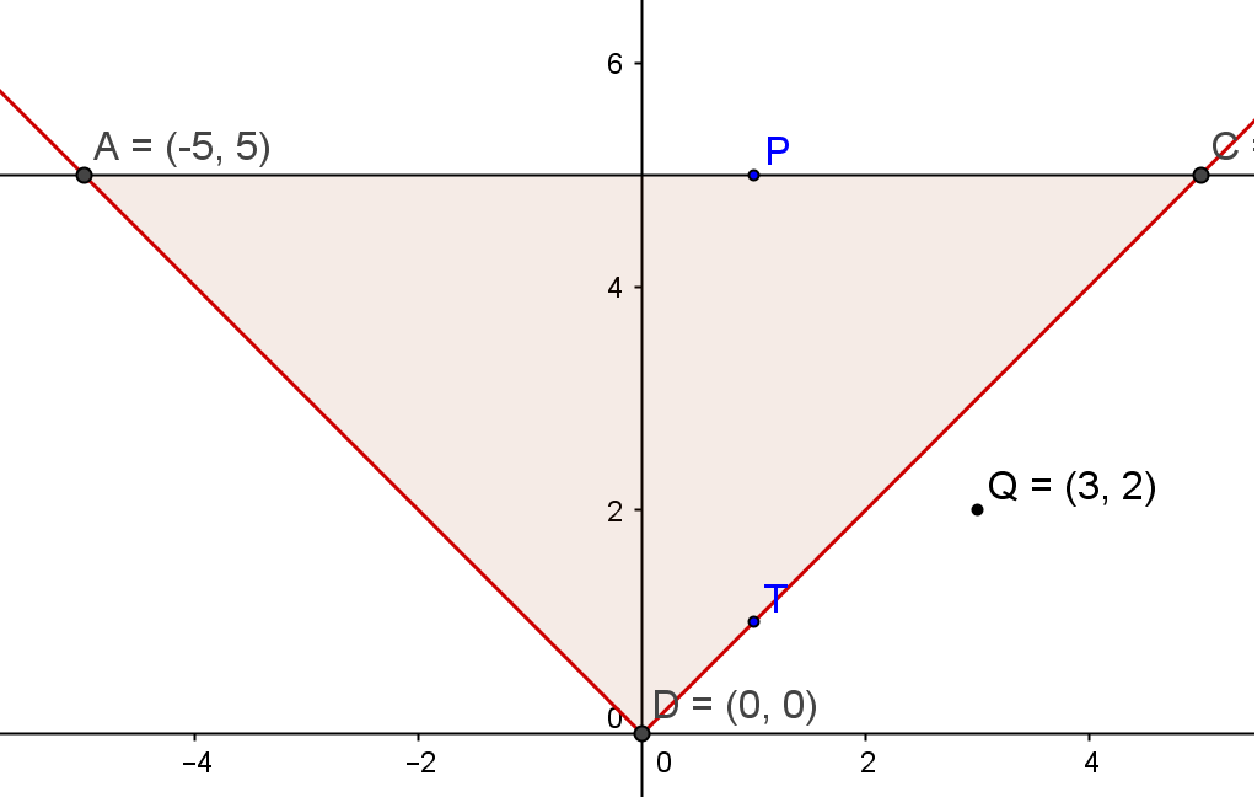 6
A = (-5, 5)
P
C =
4
Q = (3, 2)
2
T
D = (0, 0)
0
−4
−2
0
2
4